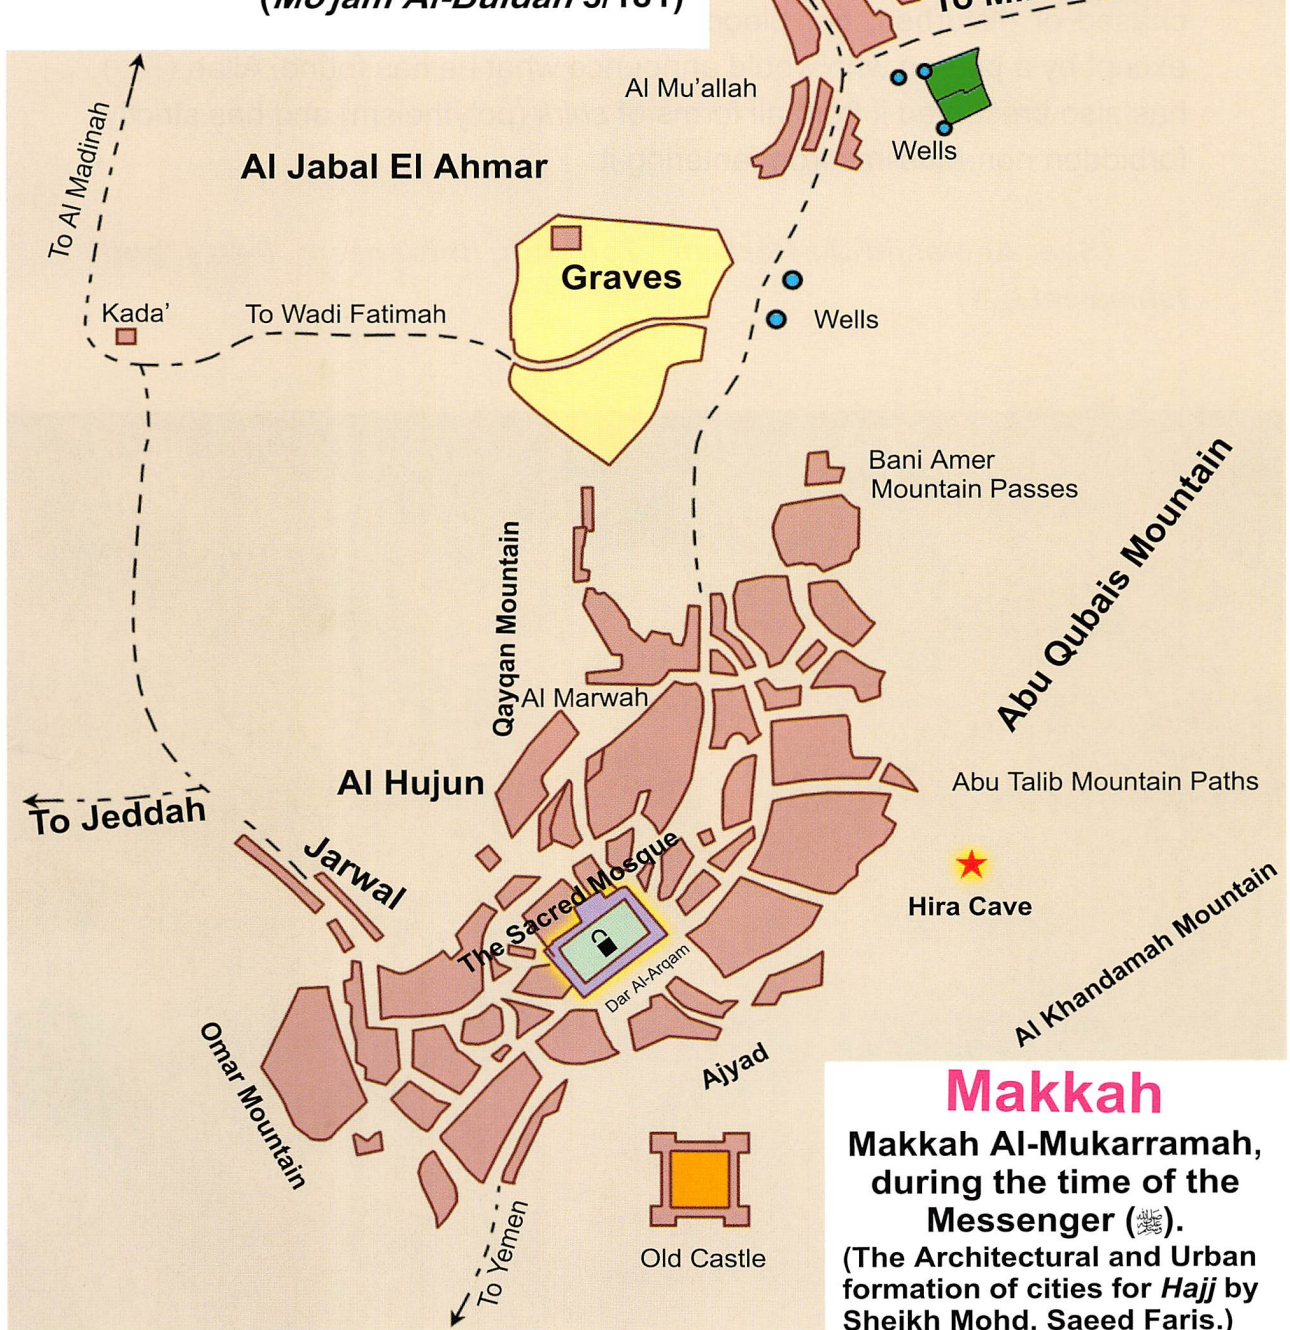 To Al Madinah
Al Mu'allah
Wells
Al Jabal El Ahmar
Graves
Kada'
To Wadi Fatimah
Wells
Bani Amer
Mountain Passes
Qayqan Mountain
Abu Qubais Mountain
Al Marwah
Al Hujun
Abu Talib Mountain Paths
To Jeddah
Jarwal
The Sacred Mosque
Hira Cave
Dar Al-Arqam
Al Khandamah Mountain
Omar Mountain
Ajyad
Old Castle
To Yemen
Makkah
Makkah Al-Mukarramah,
during the time of the
Messenger (ﷺ).
(The Architectural and Urban
formation of cities for Hajj by
Sheikh Mohd. Saeed Faris.)